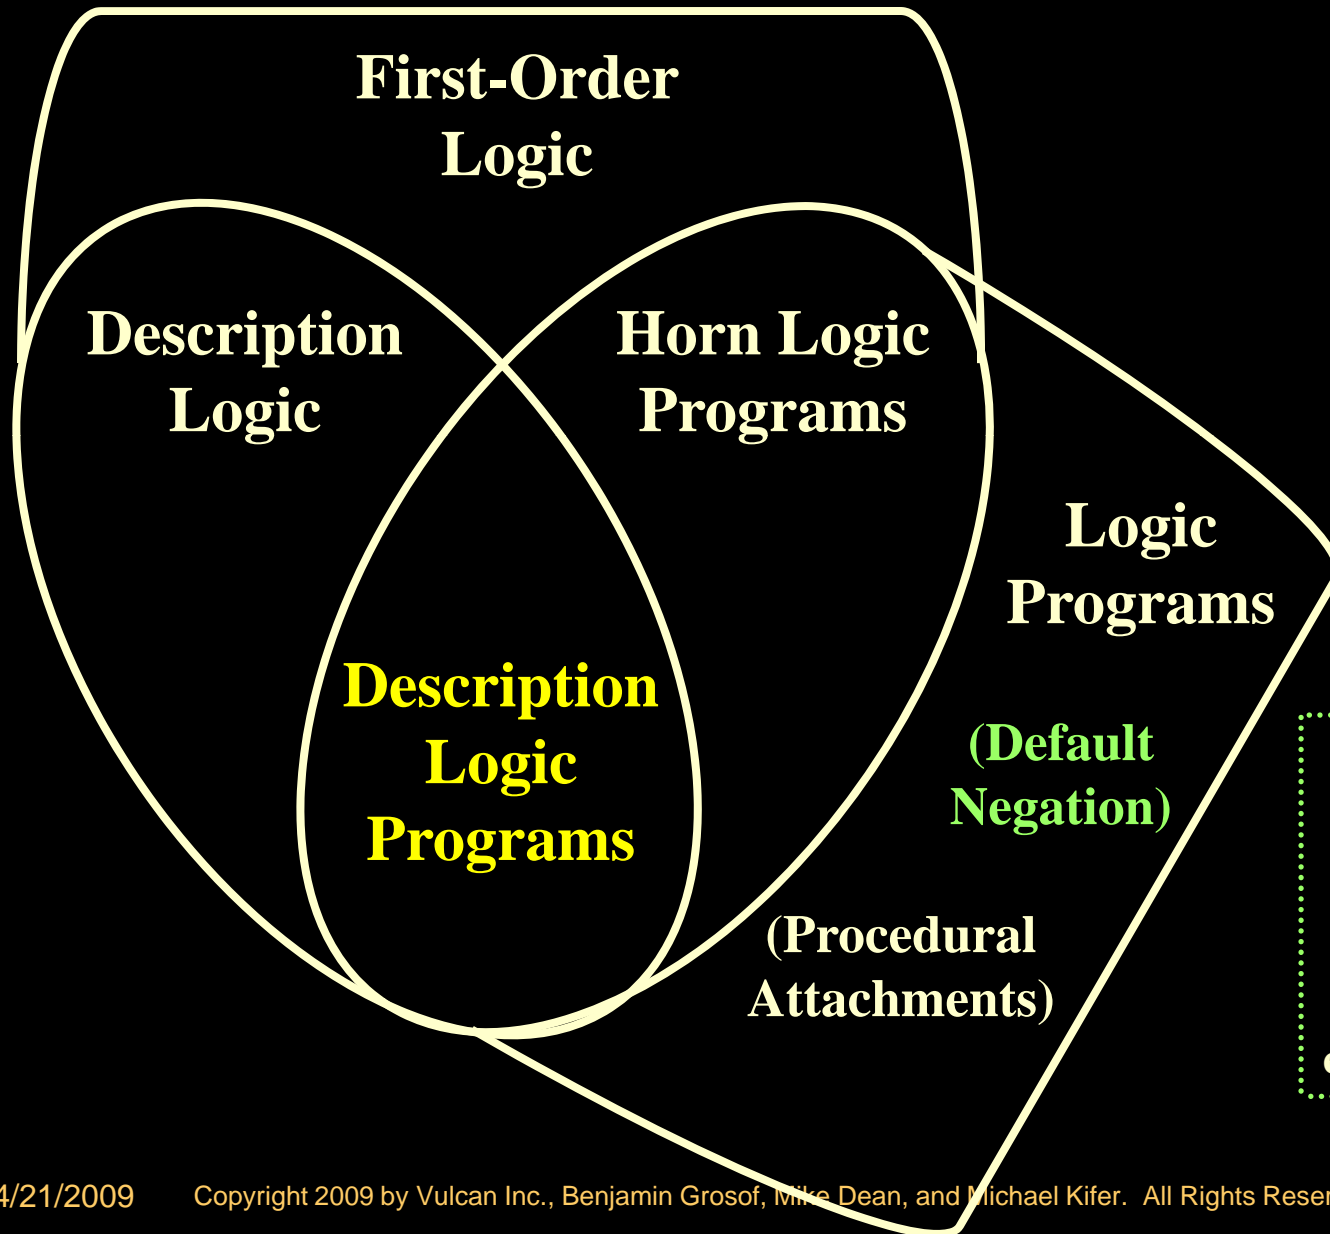 First-Order
Logic
Description
Logic
Horn Logic
Programs
Logic
Programs
Description
Logic
Programs
(Default
Negation)
(Procedural
Attachments)
4/21/2009
Copyright 2009 by Vulcan Inc., Benjamin Grosof, Mike Dean, and Michael Kifer. All Rights Reser